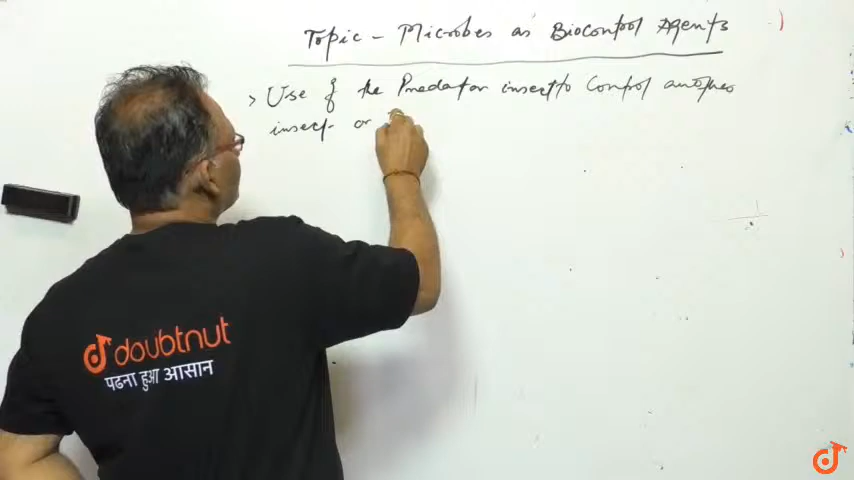 Topic - Microbes as Biocontrol Agents
> Use of the Predator insect to Control another
insect or
doubtnut
पढना हुआ आसान